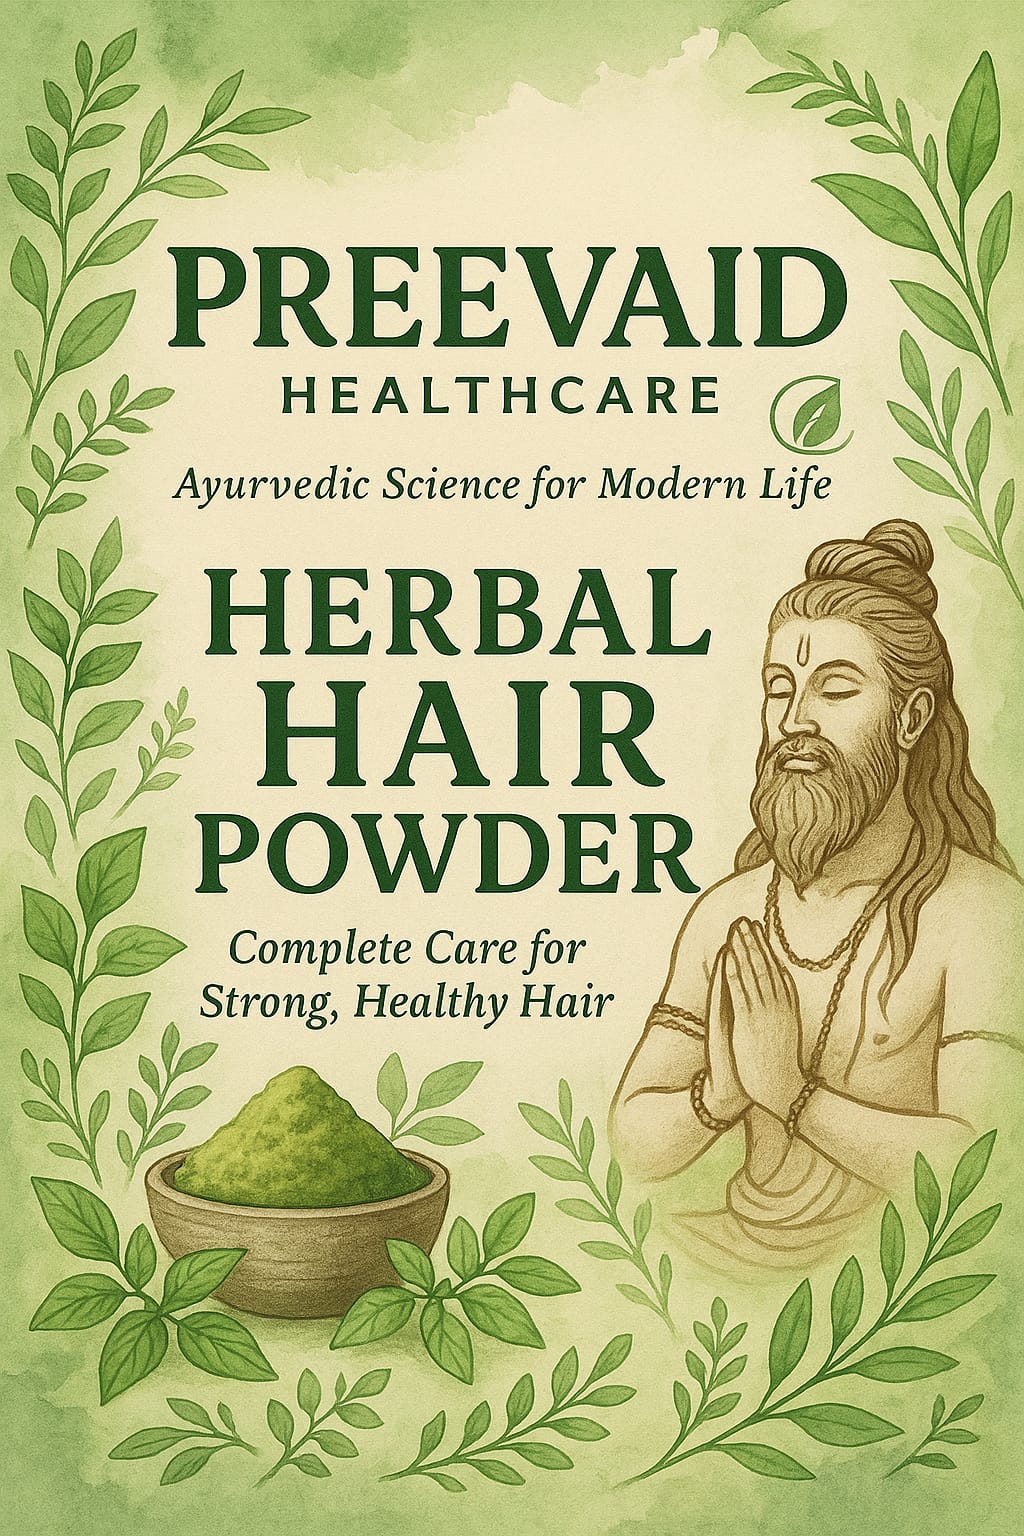 PREEVAID
HEALTHCARE
Ayurvedic Science for Modern Life
HERBAL
HAIR
POWDER
Complete Care for
Strong, Healthy Hair